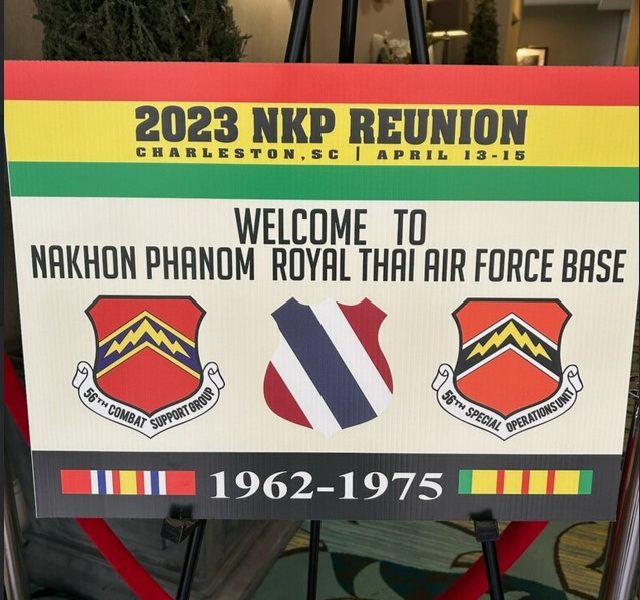 2023 NKP REUNION
CHARLESTON, SC | APRIL 13-15
WELCOME TO
NAKHON PHANOM ROYAL THAI AIR FORCE BASE
56TH COMBAT SUPPORT GROUP
56TH SPECIAL OPERATIONS UNIT
1962-1975